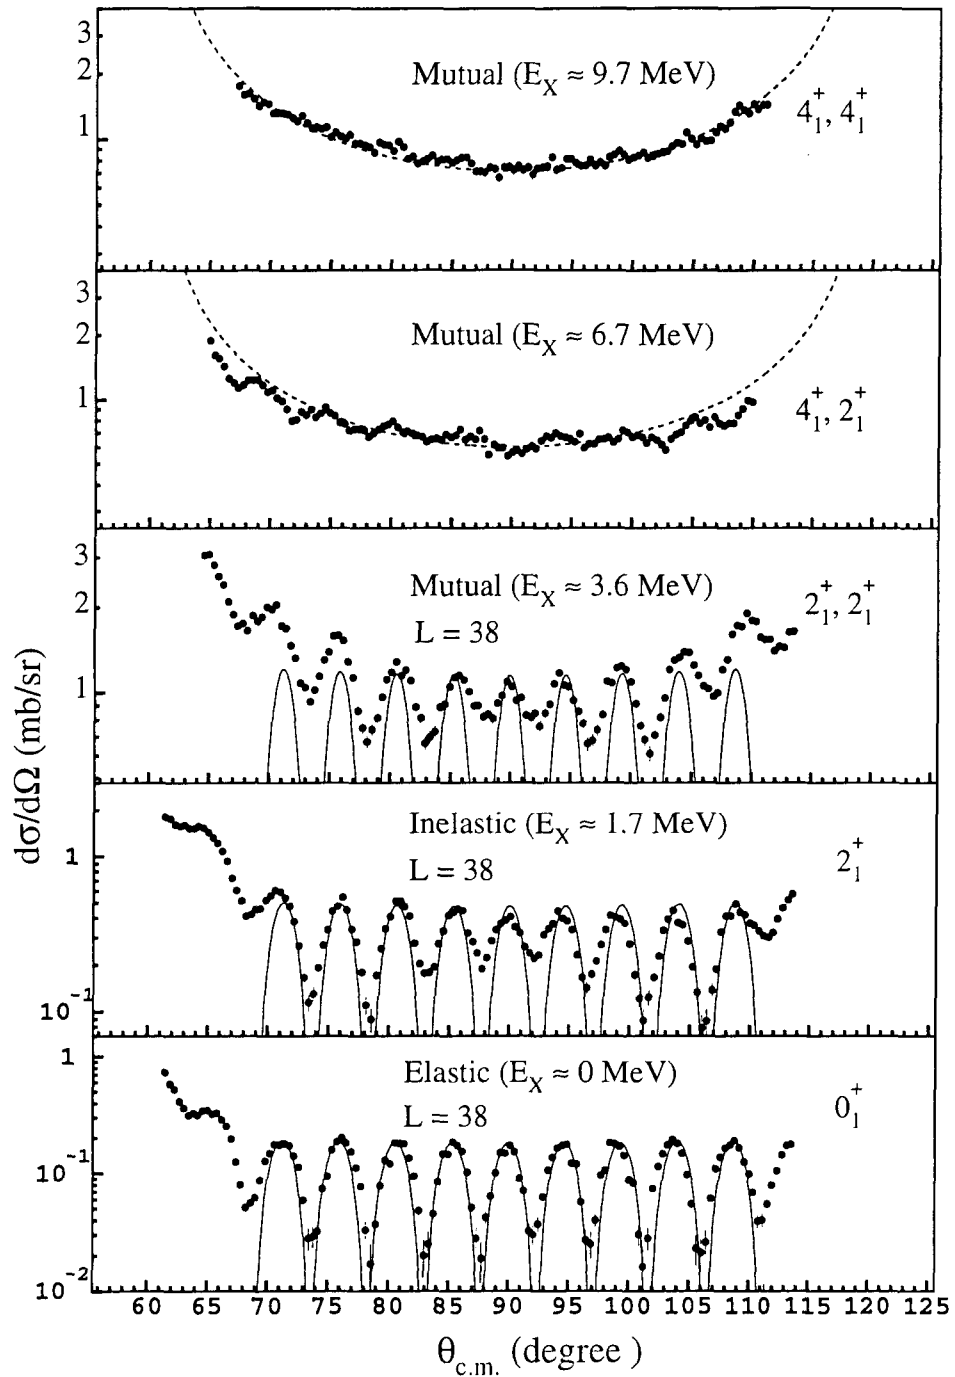 3
2
1
Mutual (E_X ≈ 9.7 MeV)
4_1^+, 4_1^+
3
2
1
Mutual (E_X ≈ 6.7 MeV)
4_1^+, 2_1^+
3
2
1
Mutual (E_X ≈ 3.6 MeV)
L = 38
2_1^+, 2_1^+
dσ/dΩ (mb/sr)
1
10^-1
Inelastic (E_X ≈ 1.7 MeV)
L = 38
2_1^+
1
10^-1
10^-2
Elastic (E_X ≈ 0 MeV)
L = 38
0_1^+
60 65 70 75 80 85 90 95 100 105 110 115 120 125
θ_c.m. (degree )